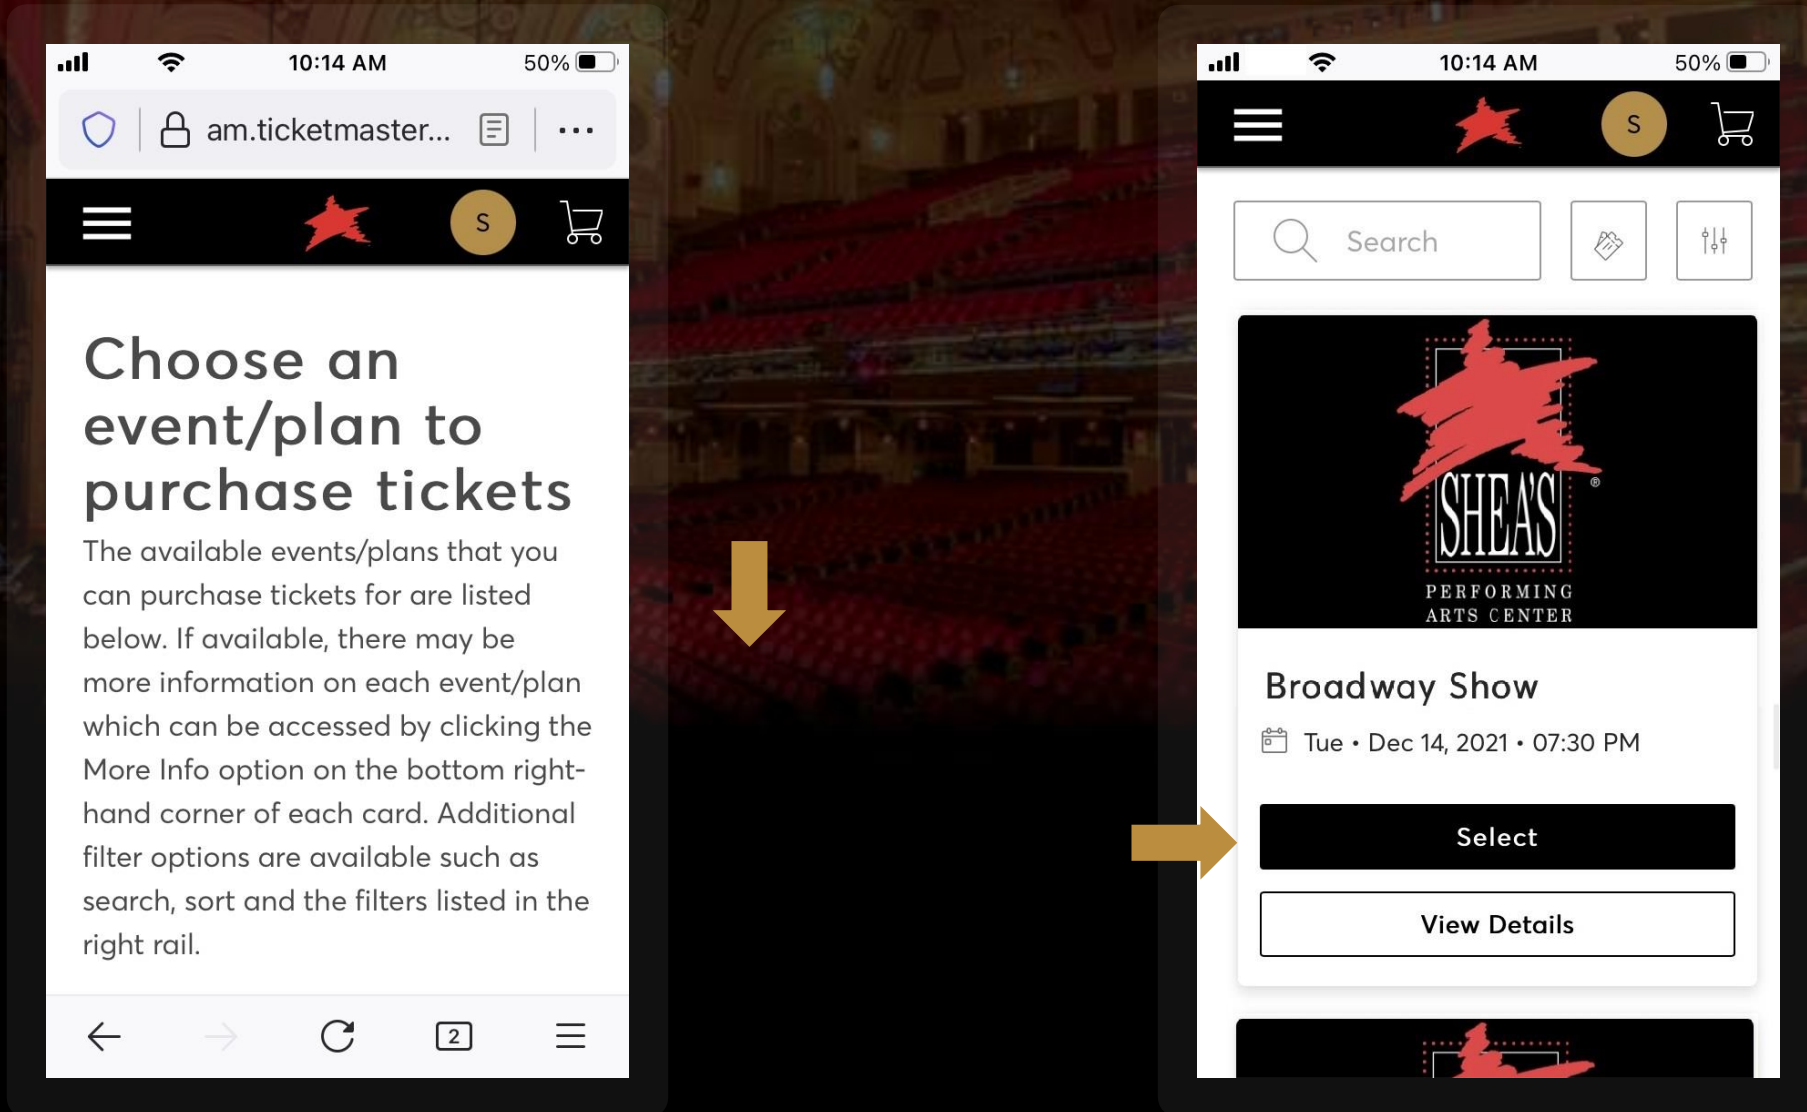 10:14 AM
50%
am.ticketmaster...
S
Choose an
event/plan to
purchase tickets
The available events/plans that you
can purchase tickets for are listed
below. If available, there may be
more information on each event/plan
which can be accessed by clicking the
More Info option on the bottom right-
hand corner of each card. Additional
filter options are available such as
search, sort and the filters listed in the
right rail.
2
10:14 AM
50%
S
Search
SHEA'S ®
PERFORMING
ARTS CENTER
Broadway Show
Tue • Dec 14, 2021 • 07:30 PM
Select
View Details